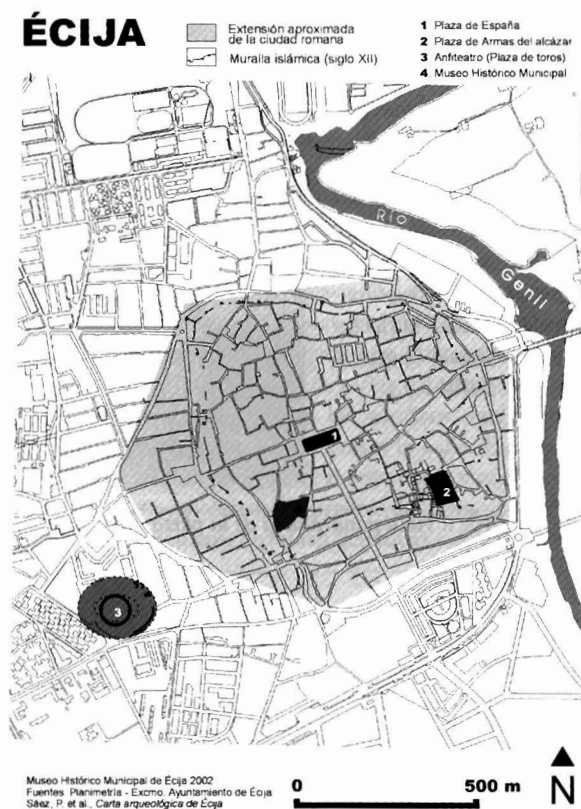 ÉCIJA
Extensión aproximada
de la ciudad romana
Muralla islámica (siglo XII)
1 Plaza de España
2 Plaza de Armas del alcázar
3 Anfiteatro (Plaza de toros)
4 Museo Histórico Municipal
Río
Genil
1
2
3
Museo Histórico Municipal de Écija 2002
Fuentes Planimetría - Excmo. Ayuntamiento de Écija
Sáez, P. et al., Carta arqueológica de Écija
0 500 m
N